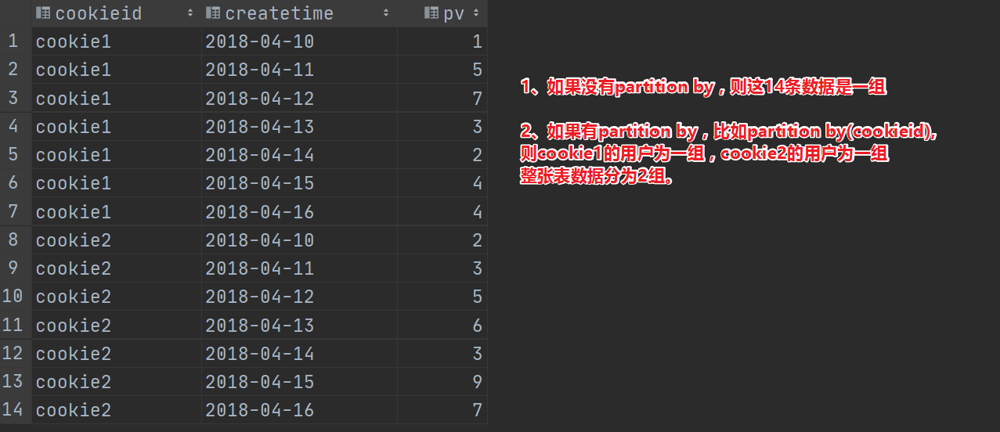 cookieid createtime pv
1 cookie1 2018-04-10 1
2 cookie1 2018-04-11 5
3 cookie1 2018-04-12 7
4 cookie1 2018-04-13 3
5 cookie1 2018-04-14 2
6 cookie1 2018-04-15 4
7 cookie1 2018-04-16 4
8 cookie2 2018-04-10 2
9 cookie2 2018-04-11 3
10 cookie2 2018-04-12 5
11 cookie2 2018-04-13 6
12 cookie2 2018-04-14 3
13 cookie2 2018-04-15 9
14 cookie2 2018-04-16 7
1、如果没有partition by，则这14条数据是一组
2、如果有partition by，比如partition by(cookieid),
则cookie1的用户为一组，cookie2的用户为一组
整张表数据分为2组。